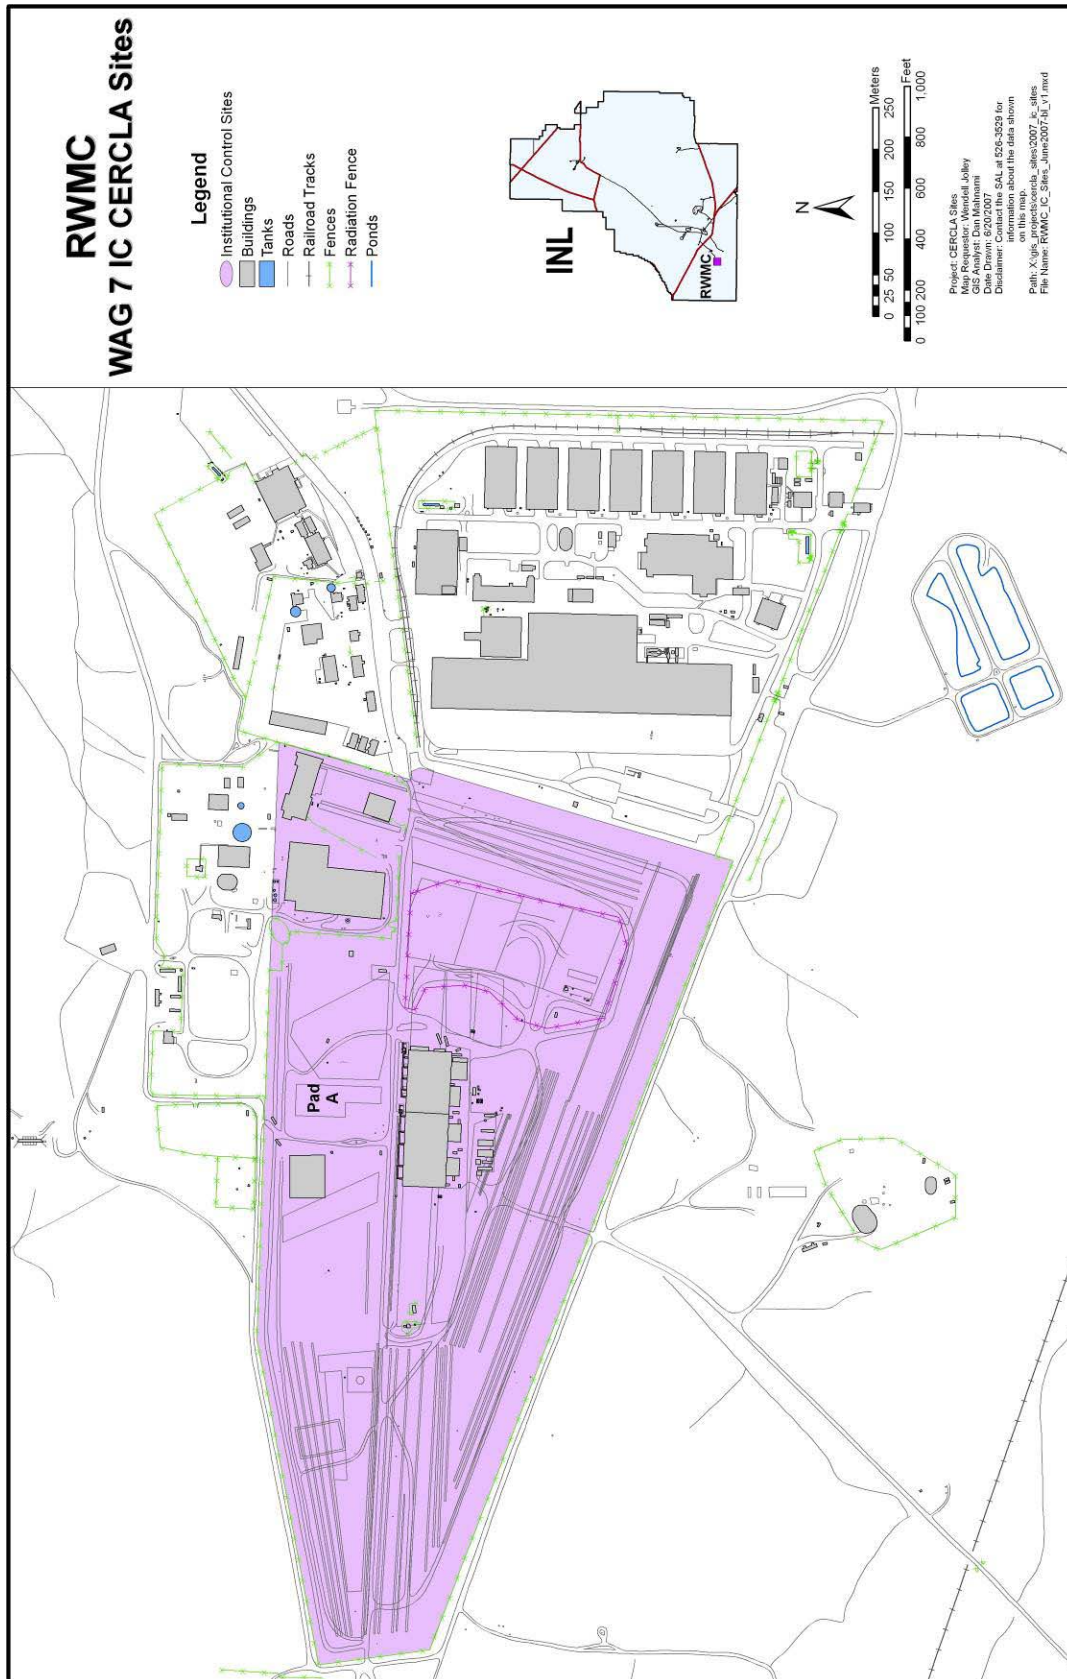 RWMC
WAG 7 IC CERCLA Sites
Legend
Institutional Control Sites
Buildings
Tanks
Roads
Railroad Tracks
Fences
Radiation Fence
Ponds
INL
RWMC
N
0 25 50 100 150 200 250 Meters
0 100 200 400 600 800 1,000 Feet
Project: CERCLA Sites
Map Requestor: Wendell Jolley
GIS Analyst: Dan Mahnami
Date Drawn: 6/20/2007
Disclaimer: Contact the SAL at 526-3529 for
information about the data shown
on this map.
Path: X:\gis_projects\cercla_sites\2007_ic_sites
File Name: RWMC_IC_Sites_June2007-bl_v1.mxd
Pad
A